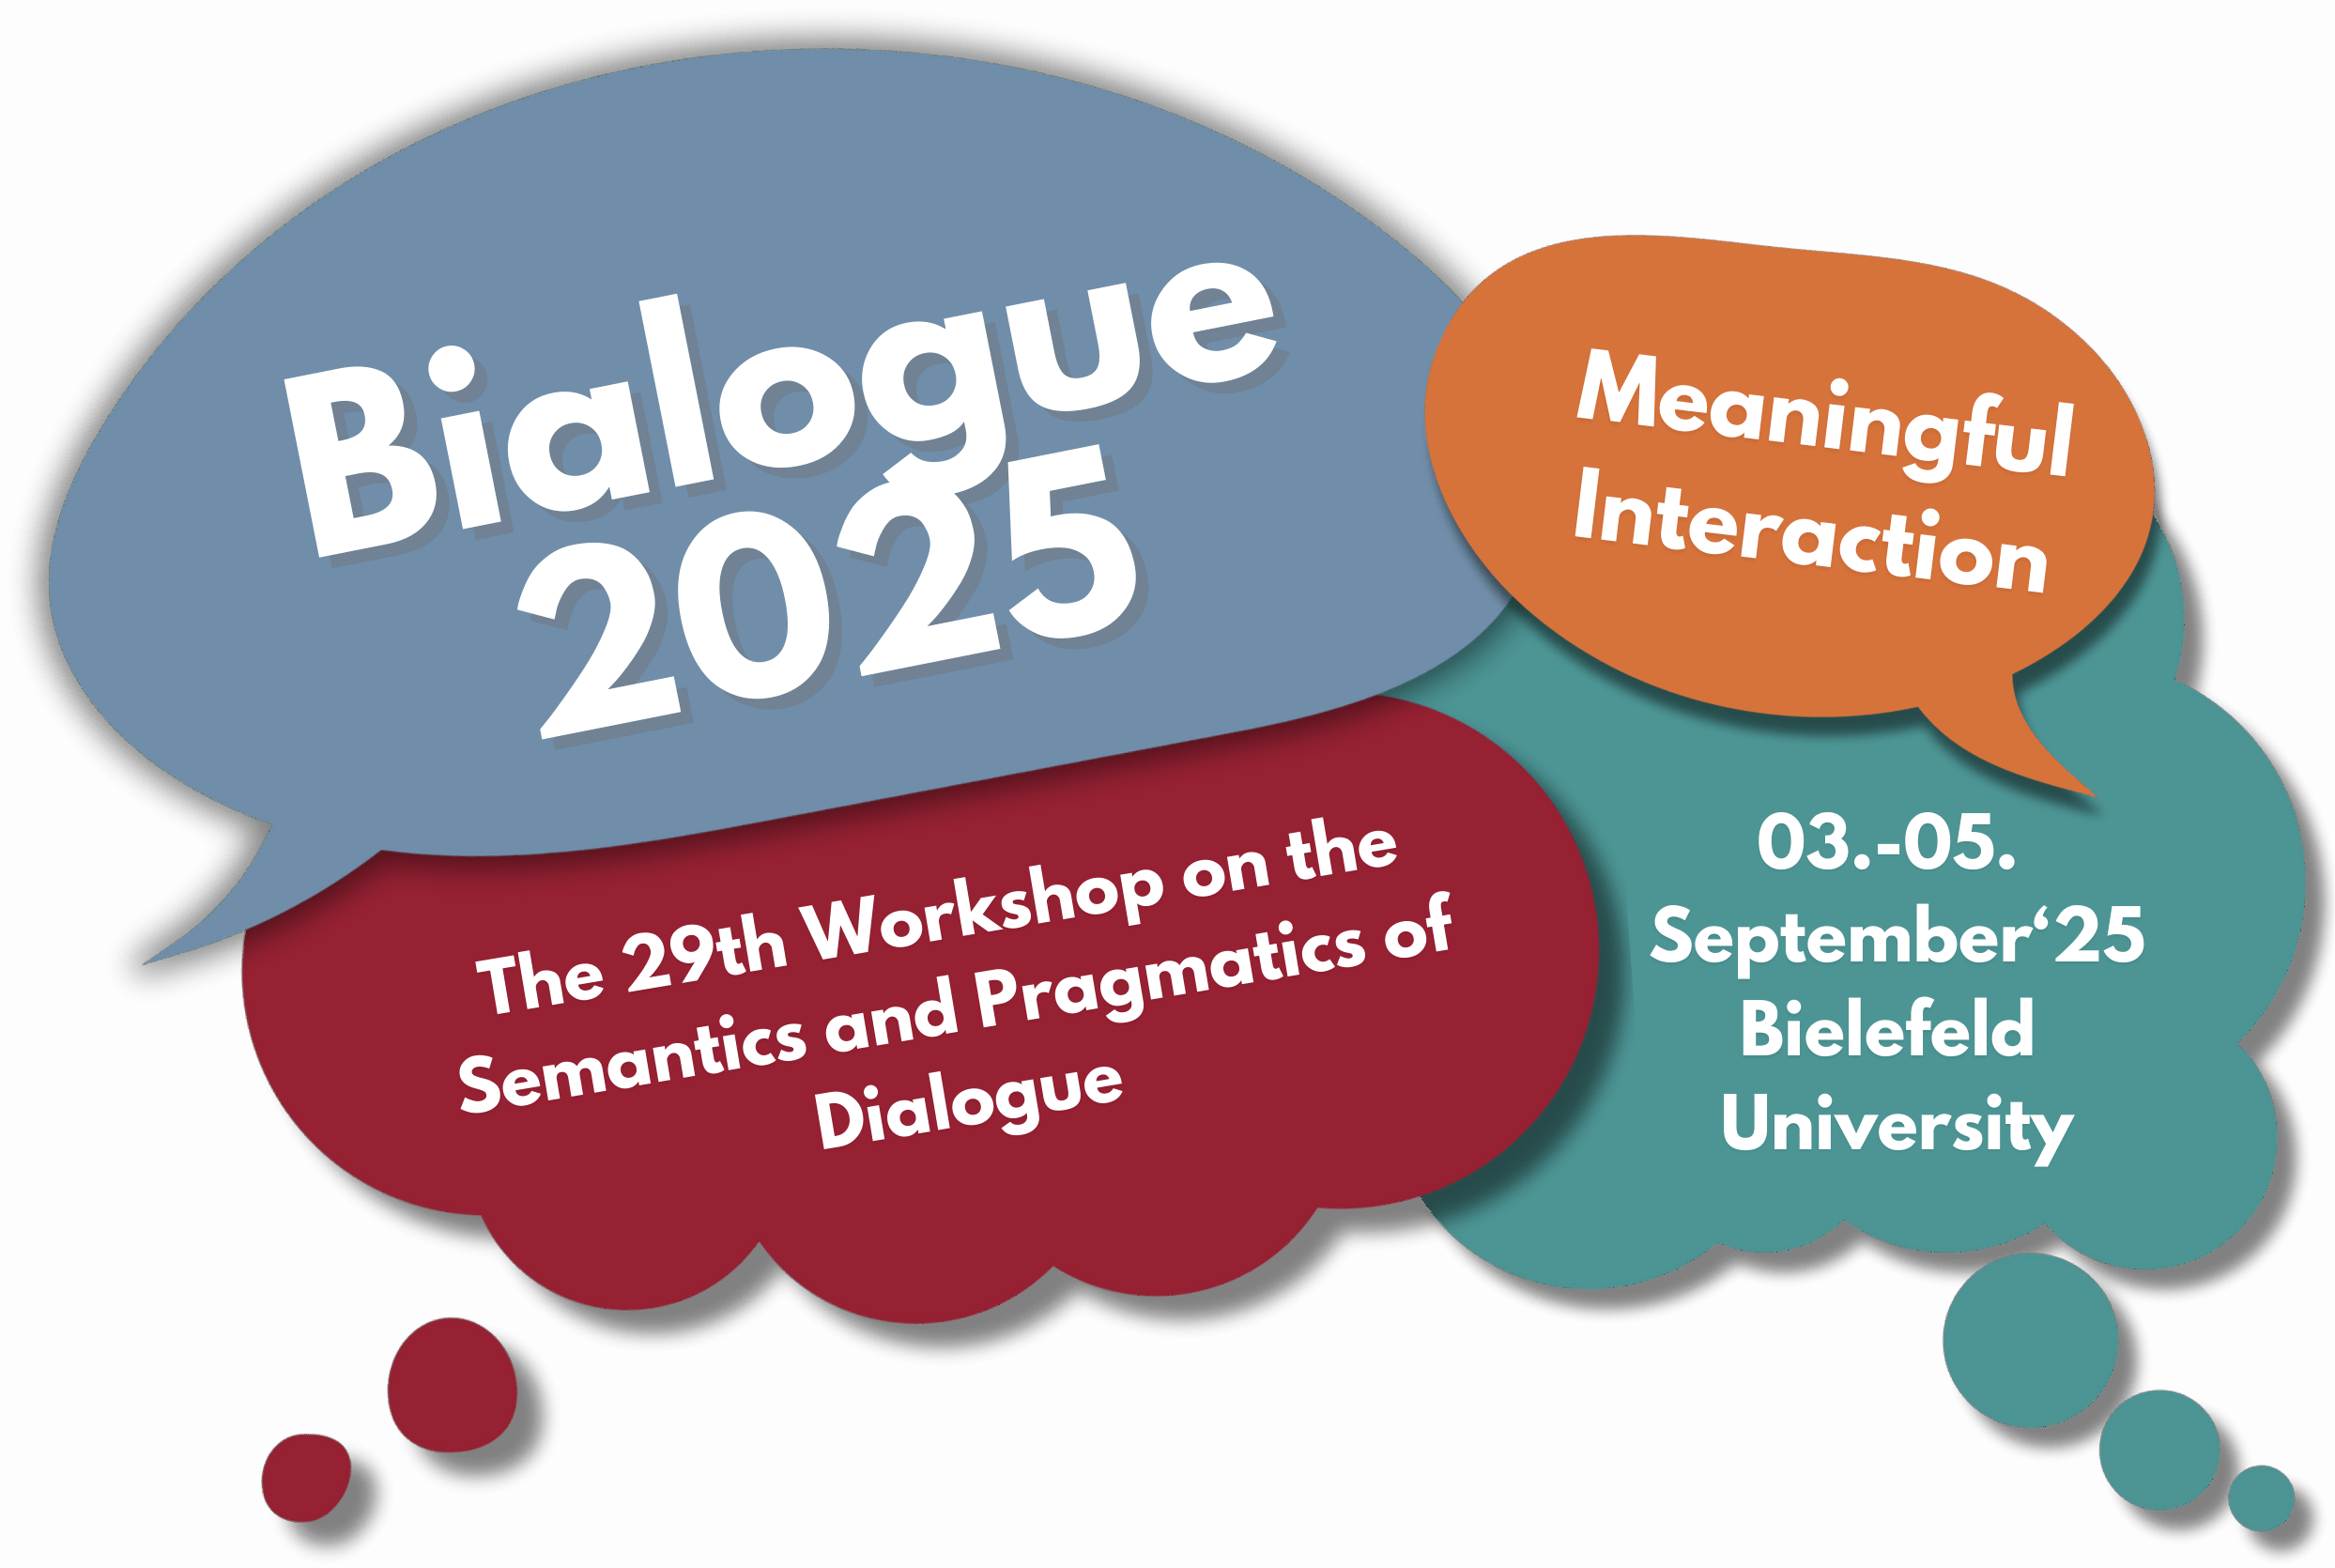 Bialogue
2025
Meaningful
Interaction
The 29th Workshop on the
Semantics and Pragmatics of
Dialogue
03.-05.
September‘25
Bielefeld
University